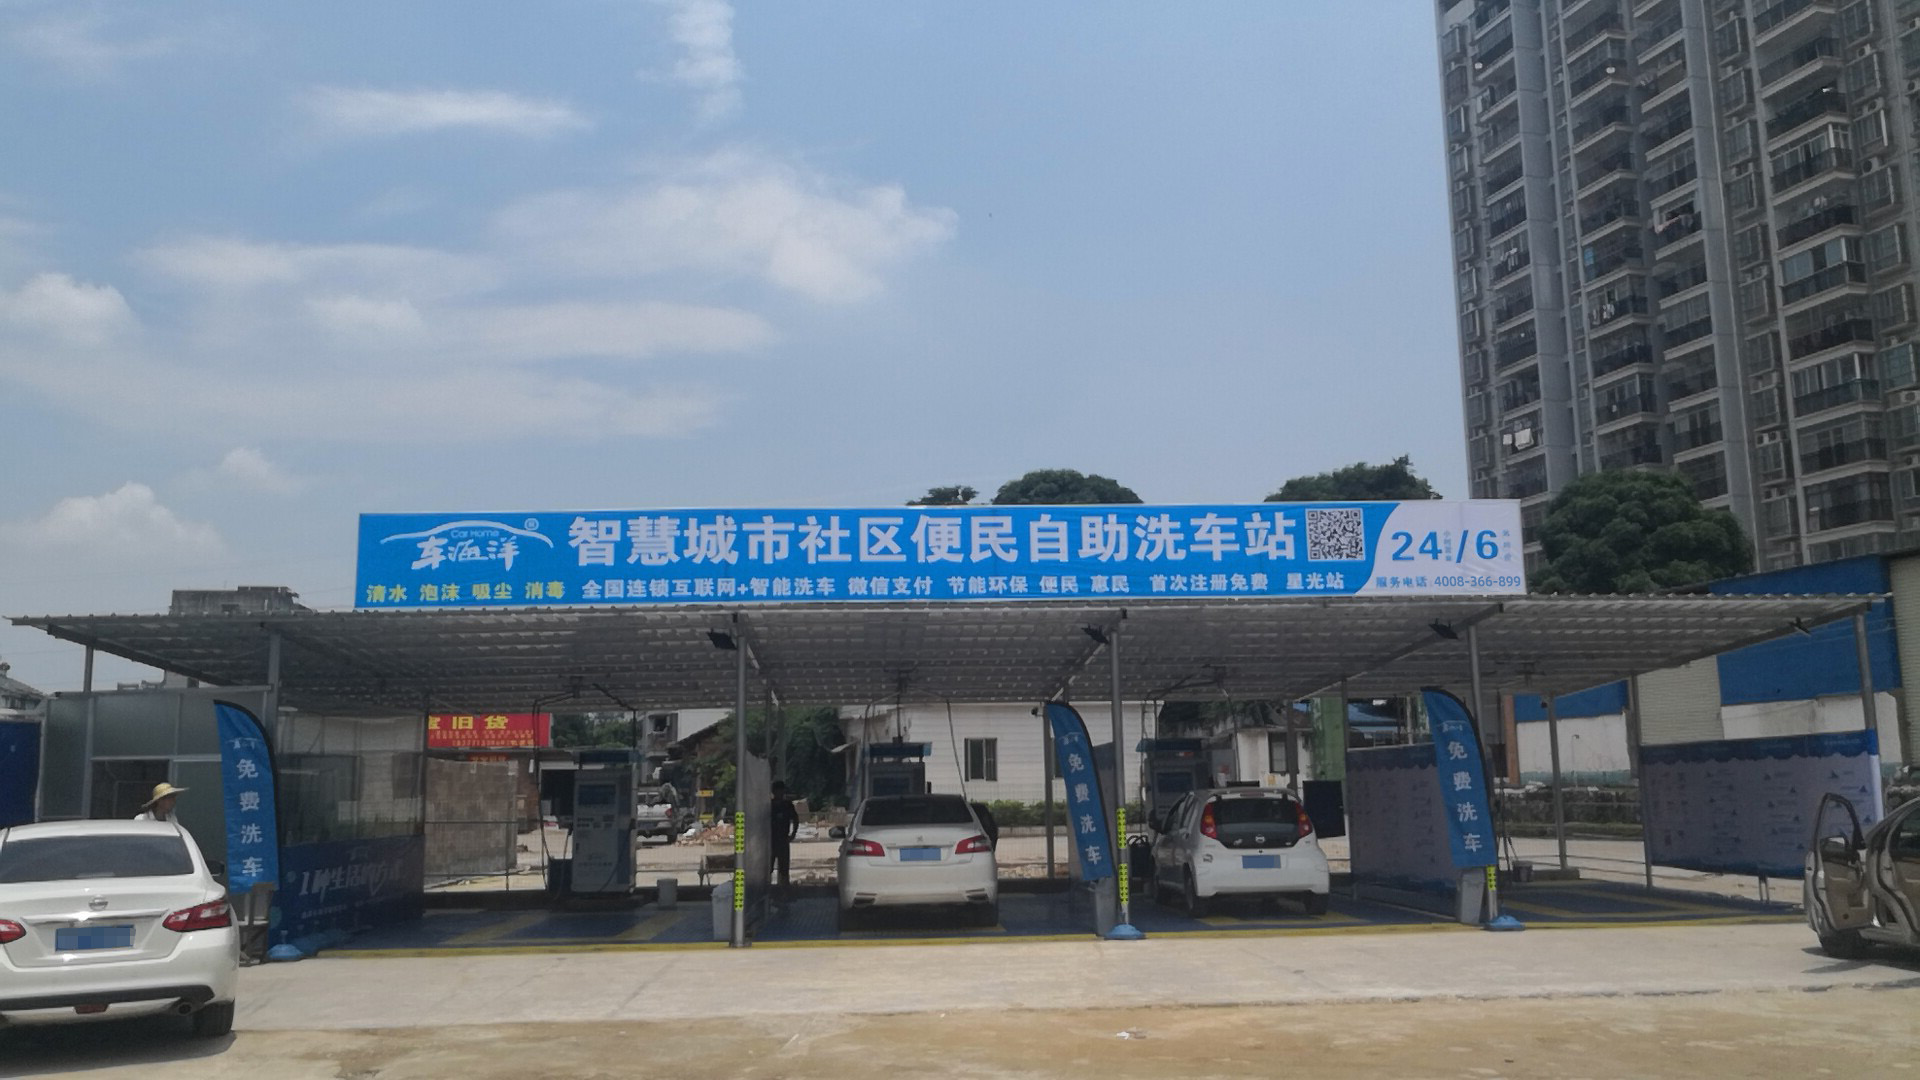 Car Home
车海洋
智慧城市社区便民自助洗车站
24 / 6
清水 泡沫 吸尘 消毒 全国连锁互联网+智能洗车 微信支付 节能环保 便民 惠民 首次注册免费 星光站
服务电话:4008-366-899
免费洗车
免费洗车
免费洗车
旧货